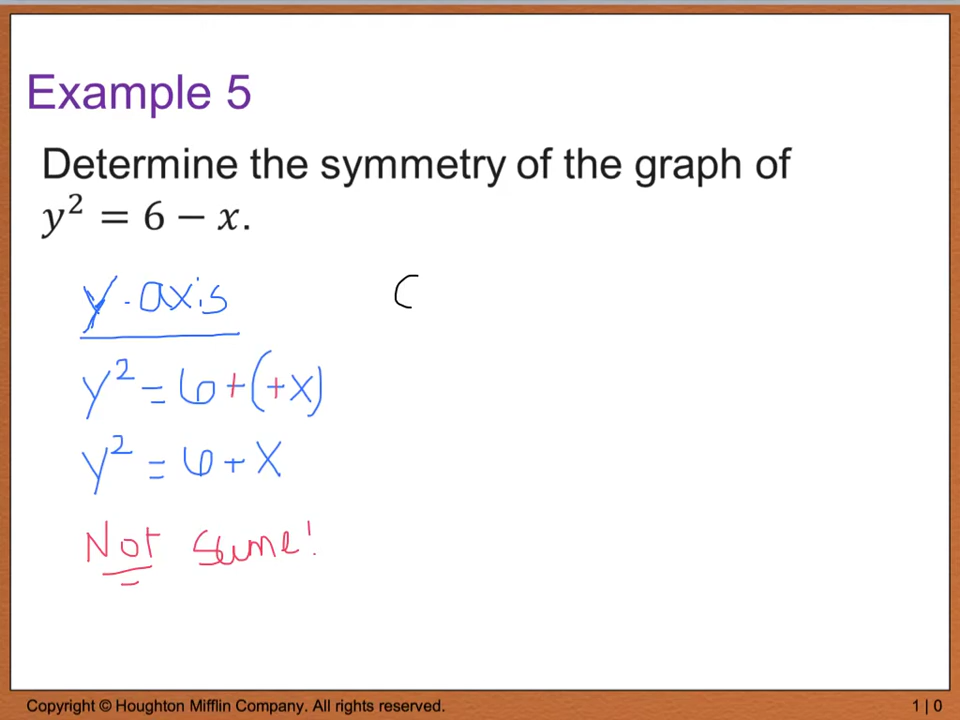 Example 5
Determine the symmetry of the graph of
y² = 6 − x.
y-axis
C
y² = 6 + (+x)
y² = 6 + x
Not Same!
Copyright © Houghton Mifflin Company. All rights reserved.
1 | 0